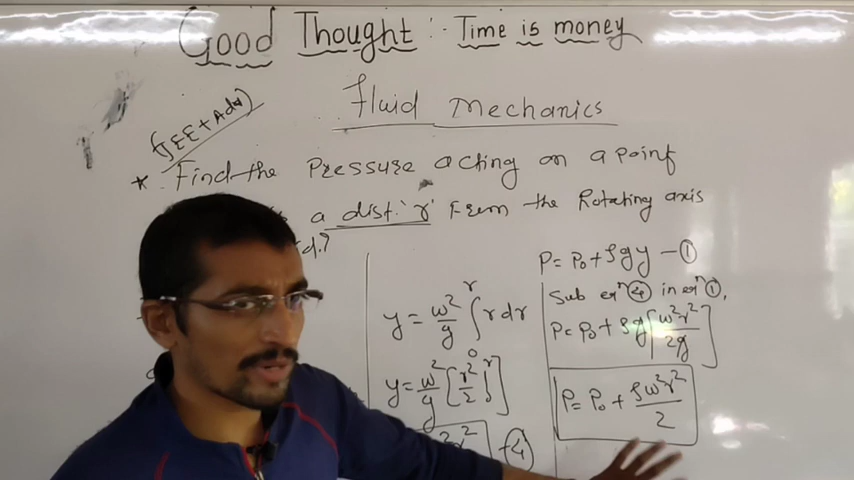 Good Thought :- Time is money
Fluid Mechanics
(JEE + Adv)
* Find the Pressure acting on a point
a dist. 'r' From the Rotating axis
d.?
y = ω²/g ∫₀ʳ r dr
y = ω²/g [r²/2]₀ʳ
④
P = P₀ + ρgy — ①
Sub eqⁿ ④ in eqⁿ ①,
P = P₀ + ρg [ω²r²/2g]
P = P₀ + ρω²r²/2